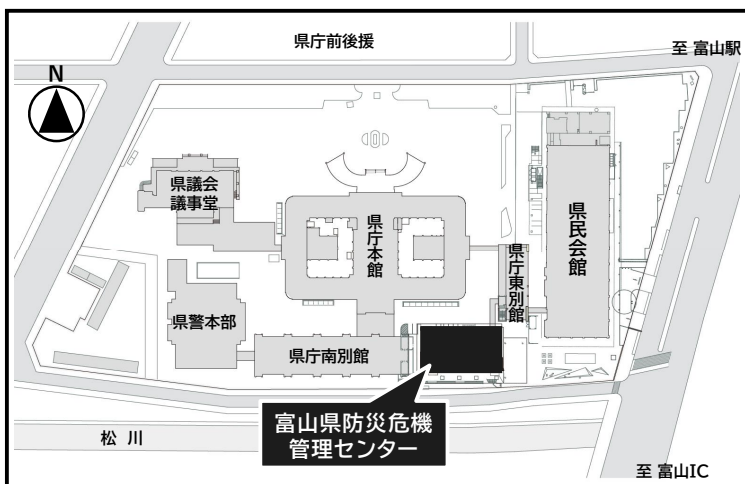 県庁前後援
至 富山駅
N
県議会
議事堂
県庁本館
県民会館
県庁東別館
県警本部
県庁南別館
富山県防災危機
管理センター
松 川
至 富山IC